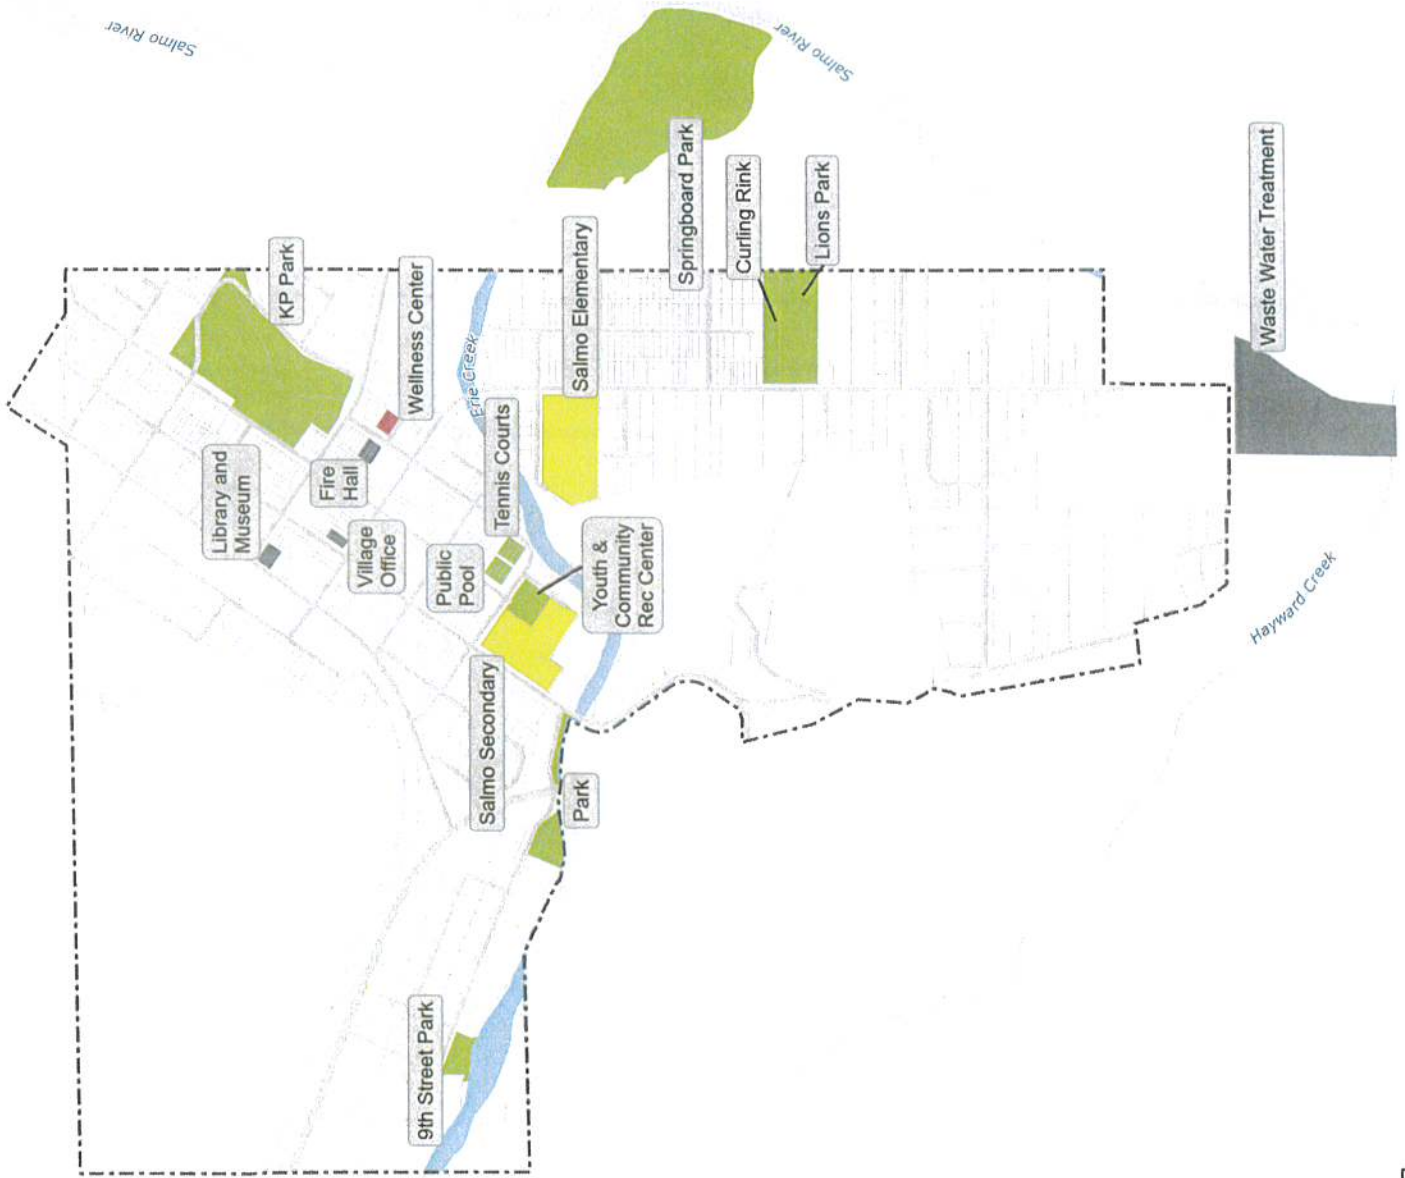 Salmo River
Salmo River
Salmo River
KP Park
Wellness Center
Library and
Museum
Fire
Hall
Village
Office
Public
Pool
Tennis Courts
Erie Creek
Salmo Elementary
Springboard Park
Curling Rink
Lions Park
Waste Water Treatment
Youth &
Community
Rec Center
Salmo Secondary
Park
9th Street Park
Hayward Creek